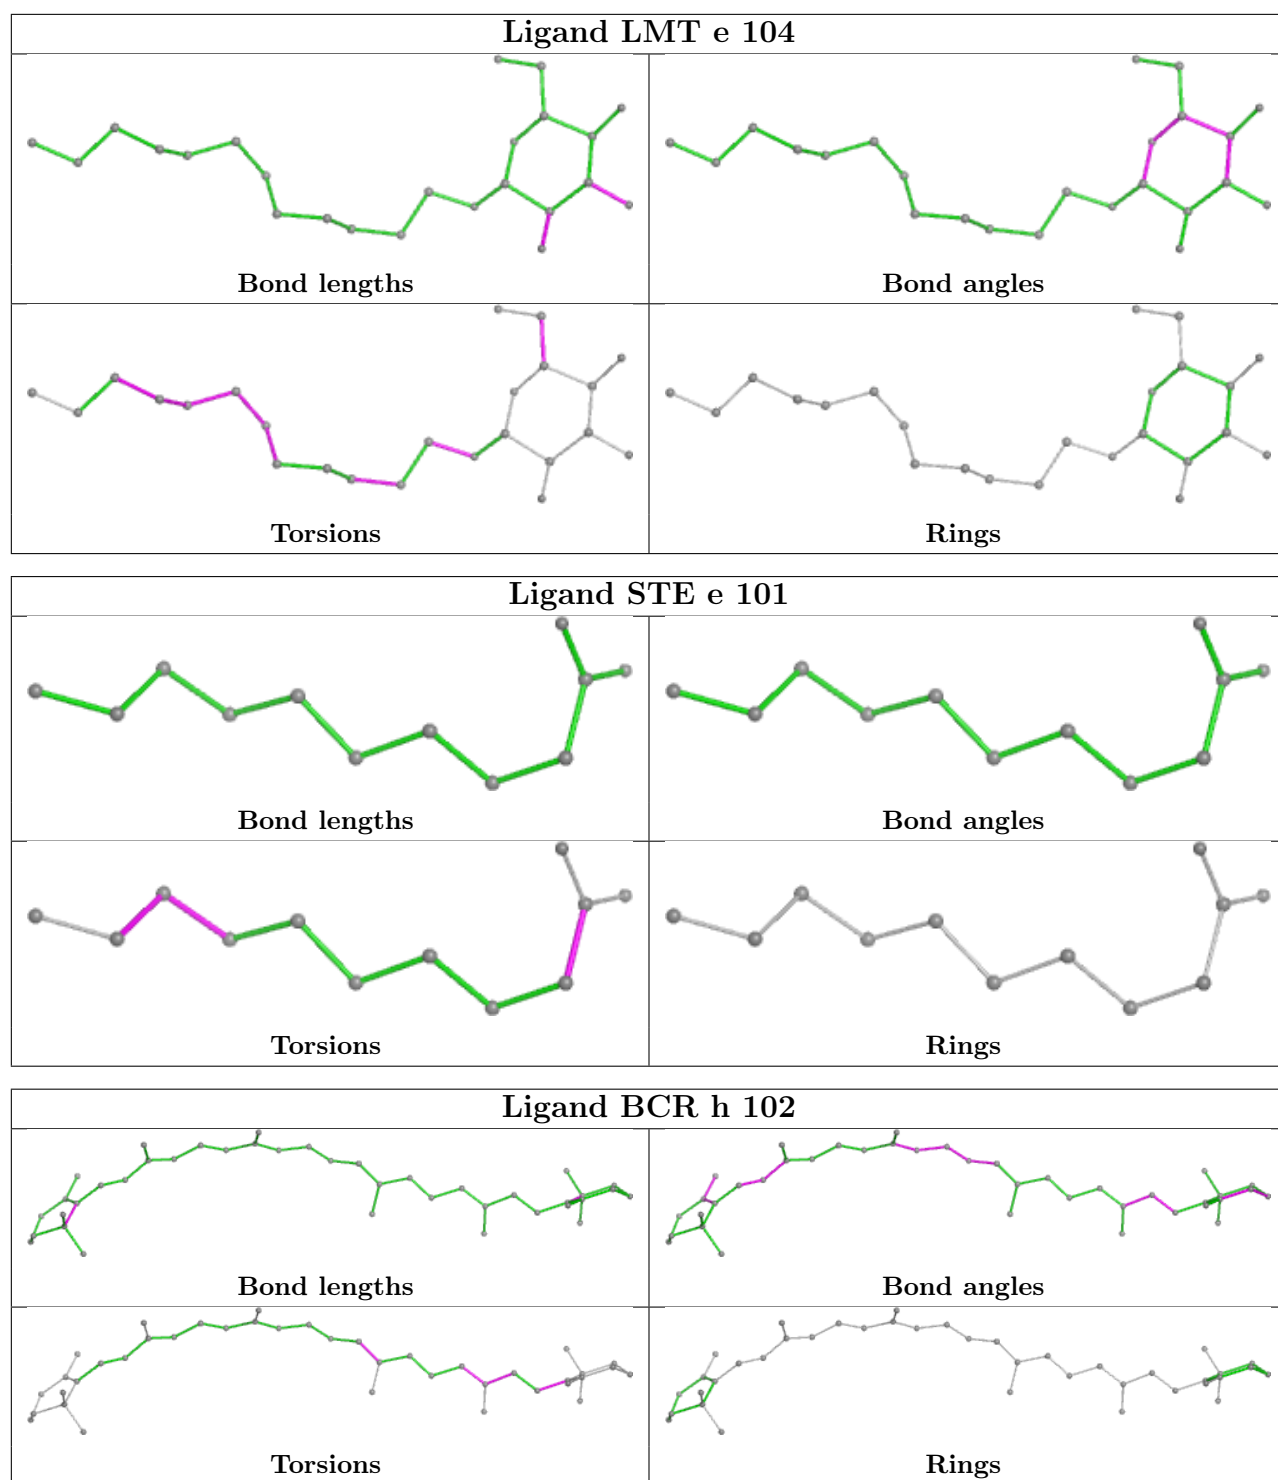 Ligand LMT e 104
Bond lengths
Bond angles
Torsions
Rings
Ligand STE e 101
Bond lengths
Bond angles
Torsions
Rings
Ligand BCR h 102
Bond lengths
Bond angles
Torsions
Rings